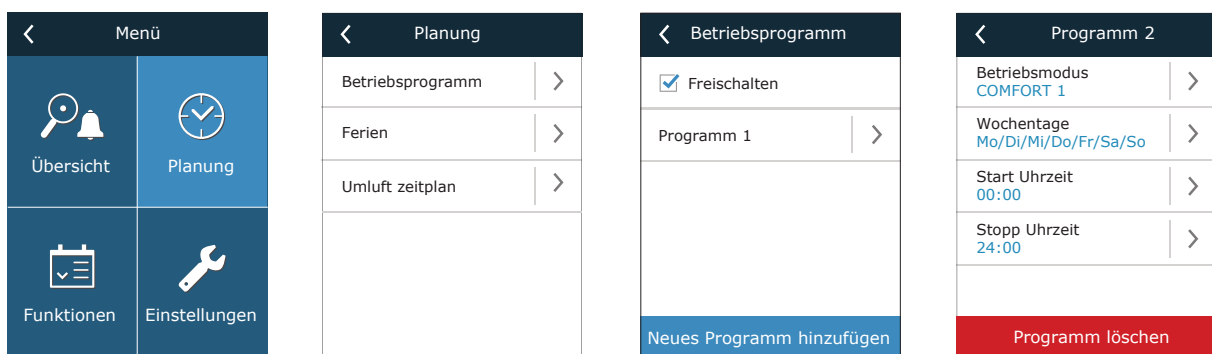 Menü
Übersicht
Planung
Funktionen
Einstellungen
Planung
Betriebsprogramm
Ferien
Umluft zeitplan
Betriebsprogramm
Freischalten
Programm 1
Neues Programm hinzufügen
Programm 2
Betriebsmodus
COMFORT 1
Wochentage
Mo/Di/Mi/Do/Fr/Sa/So
Start Uhrzeit
00:00
Stopp Uhrzeit
24:00
Programm löschen